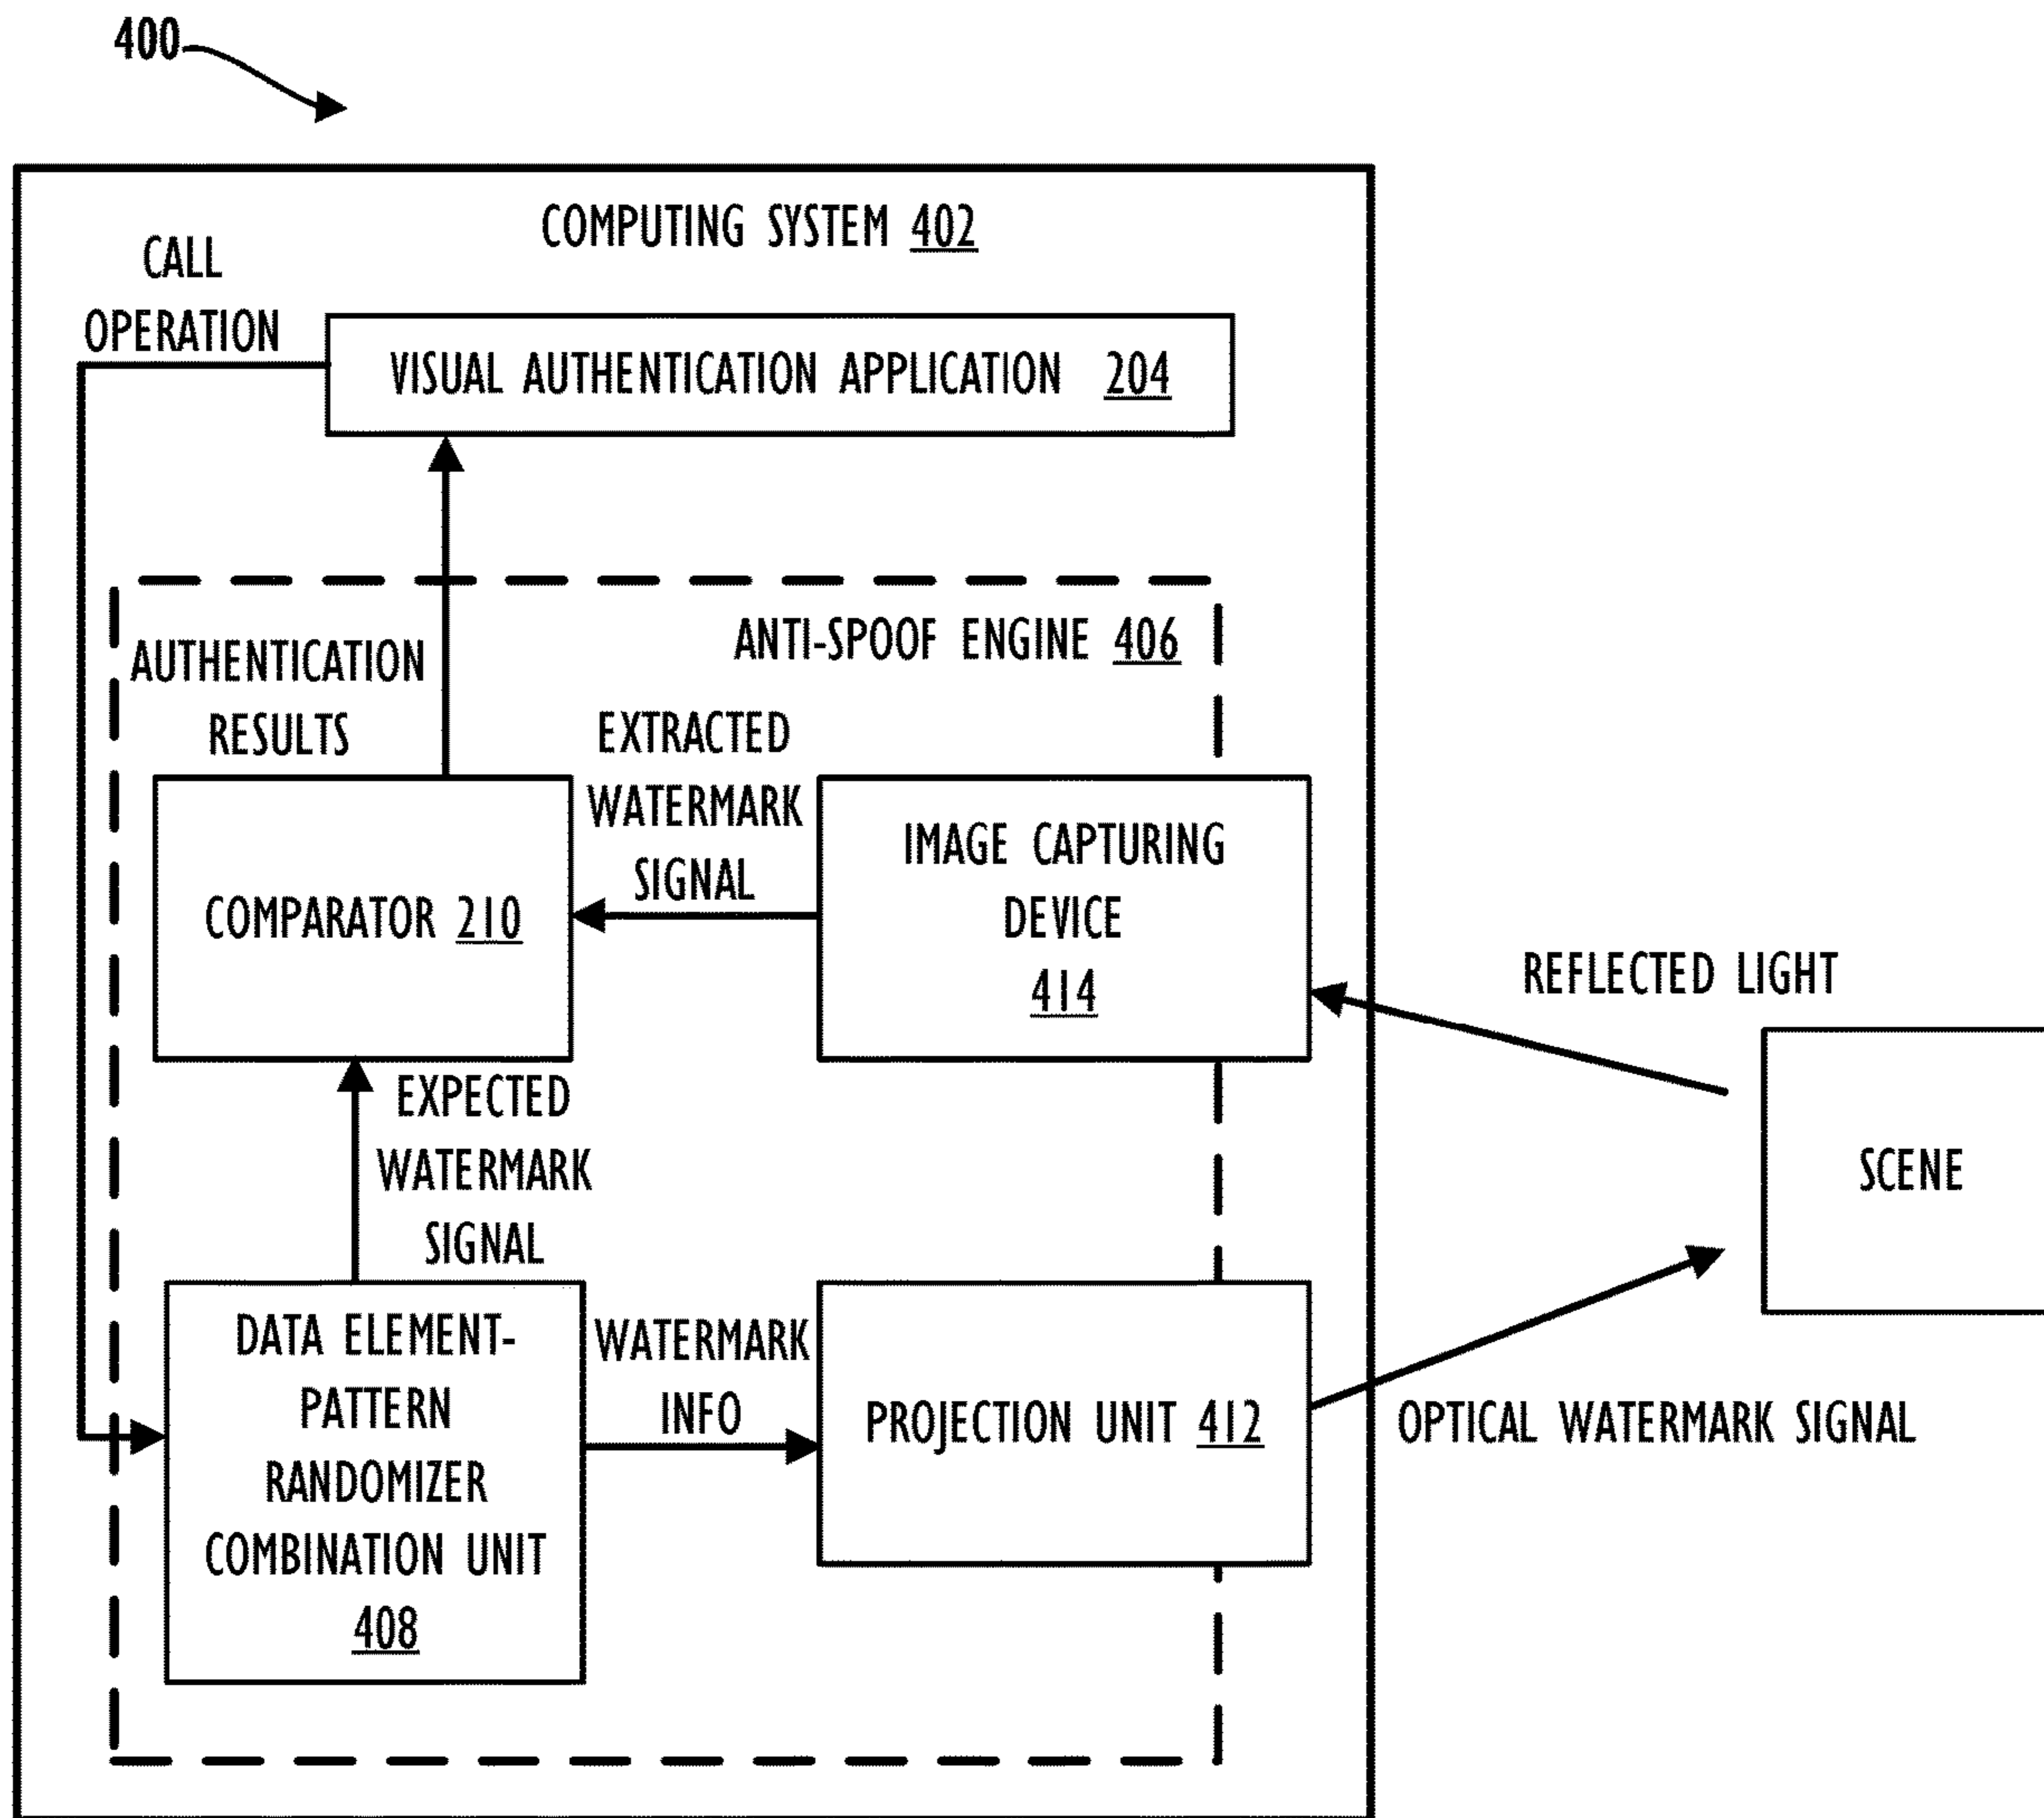 400
COMPUTING SYSTEM 402
CALL
OPERATION
VISUAL AUTHENTICATION APPLICATION 204
ANTI-SPOOF ENGINE 406
AUTHENTICATION
RESULTS
EXTRACTED
WATERMARK
SIGNAL
COMPARATOR 210
IMAGE CAPTURING
DEVICE
414
REFLECTED LIGHT
SCENE
EXPECTED
WATERMARK
SIGNAL
DATA ELEMENT-
PATTERN
RANDOMIZER
COMBINATION UNIT
408
WATERMARK
INFO
PROJECTION UNIT 412
OPTICAL WATERMARK SIGNAL